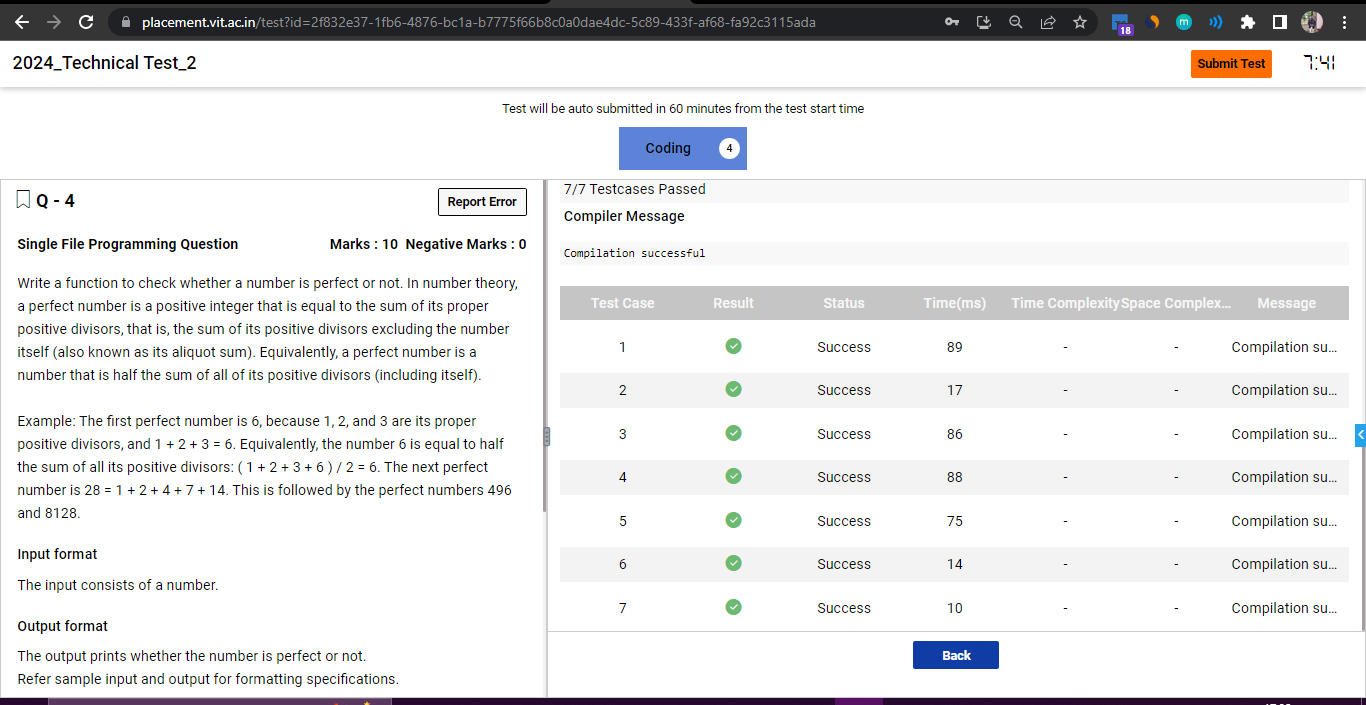 placement.vit.ac.in/test?id=2f832e37-1fb6-4876-bc1a-b7775f66b8c0a0dae4dc-5c89-433f-af68-fa92c3115ada
18
m
2024_Technical Test_2
Submit Test
7:41
Test will be auto submitted in 60 minutes from the test start time
Coding 4
Q - 4
Report Error
Single File Programming Question
Marks : 10 Negative Marks : 0
Write a function to check whether a number is perfect or not. In number theory,
a perfect number is a positive integer that is equal to the sum of its proper
positive divisors, that is, the sum of its positive divisors excluding the number
itself (also known as its aliquot sum). Equivalently, a perfect number is a
number that is half the sum of all of its positive divisors (including itself).
Example: The first perfect number is 6, because 1, 2, and 3 are its proper
positive divisors, and 1 + 2 + 3 = 6. Equivalently, the number 6 is equal to half
the sum of all its positive divisors: ( 1 + 2 + 3 + 6 ) / 2 = 6. The next perfect
number is 28 = 1 + 2 + 4 + 7 + 14. This is followed by the perfect numbers 496
and 8128.
Input format
The input consists of a number.
Output format
The output prints whether the number is perfect or not.
Refer sample input and output for formatting specifications.
7/7 Testcases Passed
Compiler Message
Compilation successful
Test Case Result Status Time(ms) Time Complexity Space Complex... Message
1 Success 89 - - Compilation su...
2 Success 17 - - Compilation su...
3 Success 86 - - Compilation su...
4 Success 88 - - Compilation su...
5 Success 75 - - Compilation su...
6 Success 14 - - Compilation su...
7 Success 10 - - Compilation su...
Back